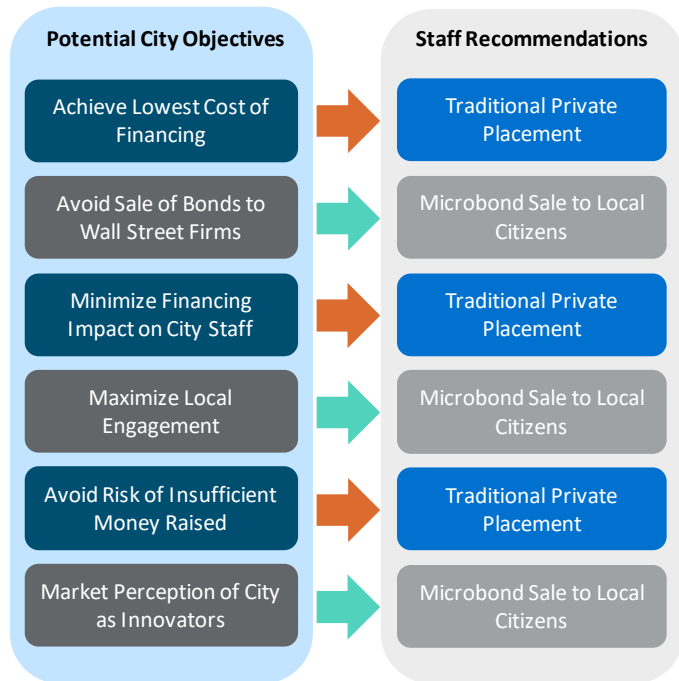 Potential City Objectives
Staff Recommendations
Achieve Lowest Cost of
Financing
Traditional Private
Placement
Avoid Sale of Bonds to
Wall Street Firms
Microbond Sale to Local
Citizens
Minimize Financing
Impact on City Staff
Traditional Private
Placement
Maximize Local
Engagement
Microbond Sale to Local
Citizens
Avoid Risk of Insufficient
Money Raised
Traditional Private
Placement
Market Perception of City
as Innovators
Microbond Sale to Local
Citizens